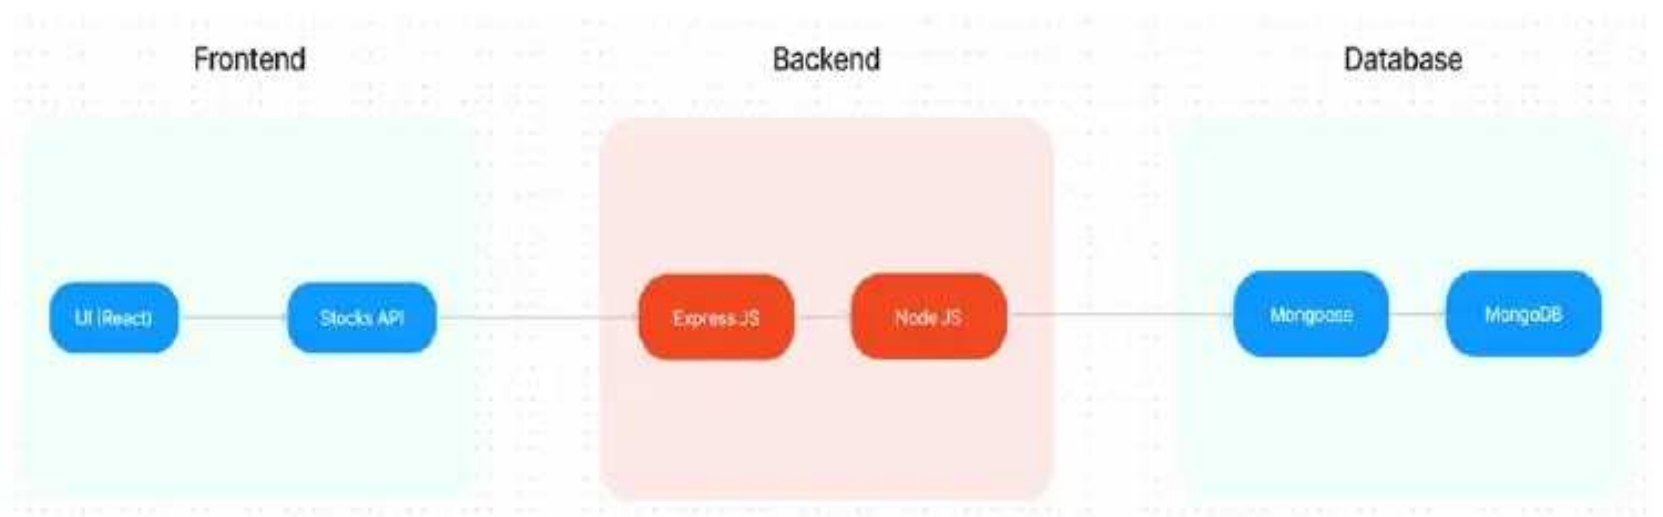 Frontend
Backend
Database
UI (React)
Stocks API
Express JS
Node JS
Mongoose
MongoDB